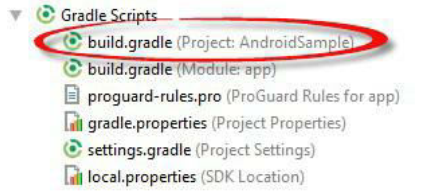 Gradle Scripts
build.gradle (Project: AndroidSample)
build.gradle (Module: app)
proguard-rules.pro (ProGuard Rules for app)
gradle.properties (Project Properties)
settings.gradle (Project Settings)
local.properties (SDK Location)